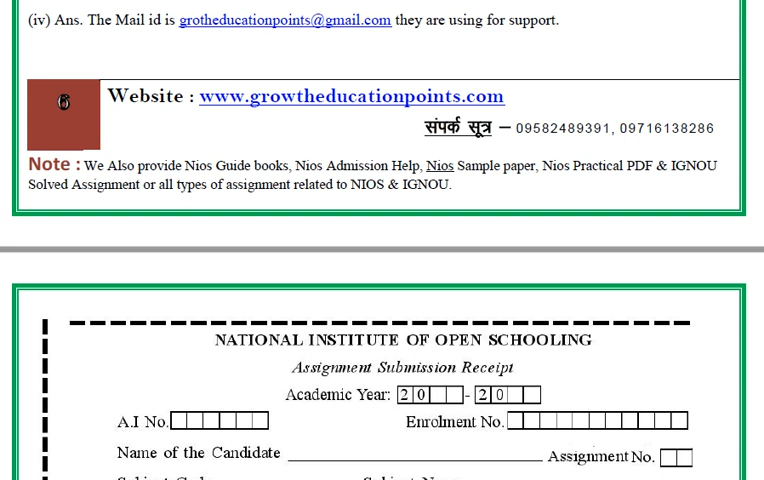 (iv) Ans. The Mail id is grotheducationpoints@gmail.com they are using for support.
6
Website : www.growtheducationpoints.com
संपर्क सूत्र – 09582489391, 09716138286
Note : We Also provide Nios Guide books, Nios Admission Help, Nios Sample paper, Nios Practical PDF & IGNOU
Solved Assignment or all types of assignment related to NIOS & IGNOU.
NATIONAL INSTITUTE OF OPEN SCHOOLING
Assignment Submission Receipt
Academic Year: 20 - 20
A.I No. Enrolment No.
Name of the Candidate Assignment No.